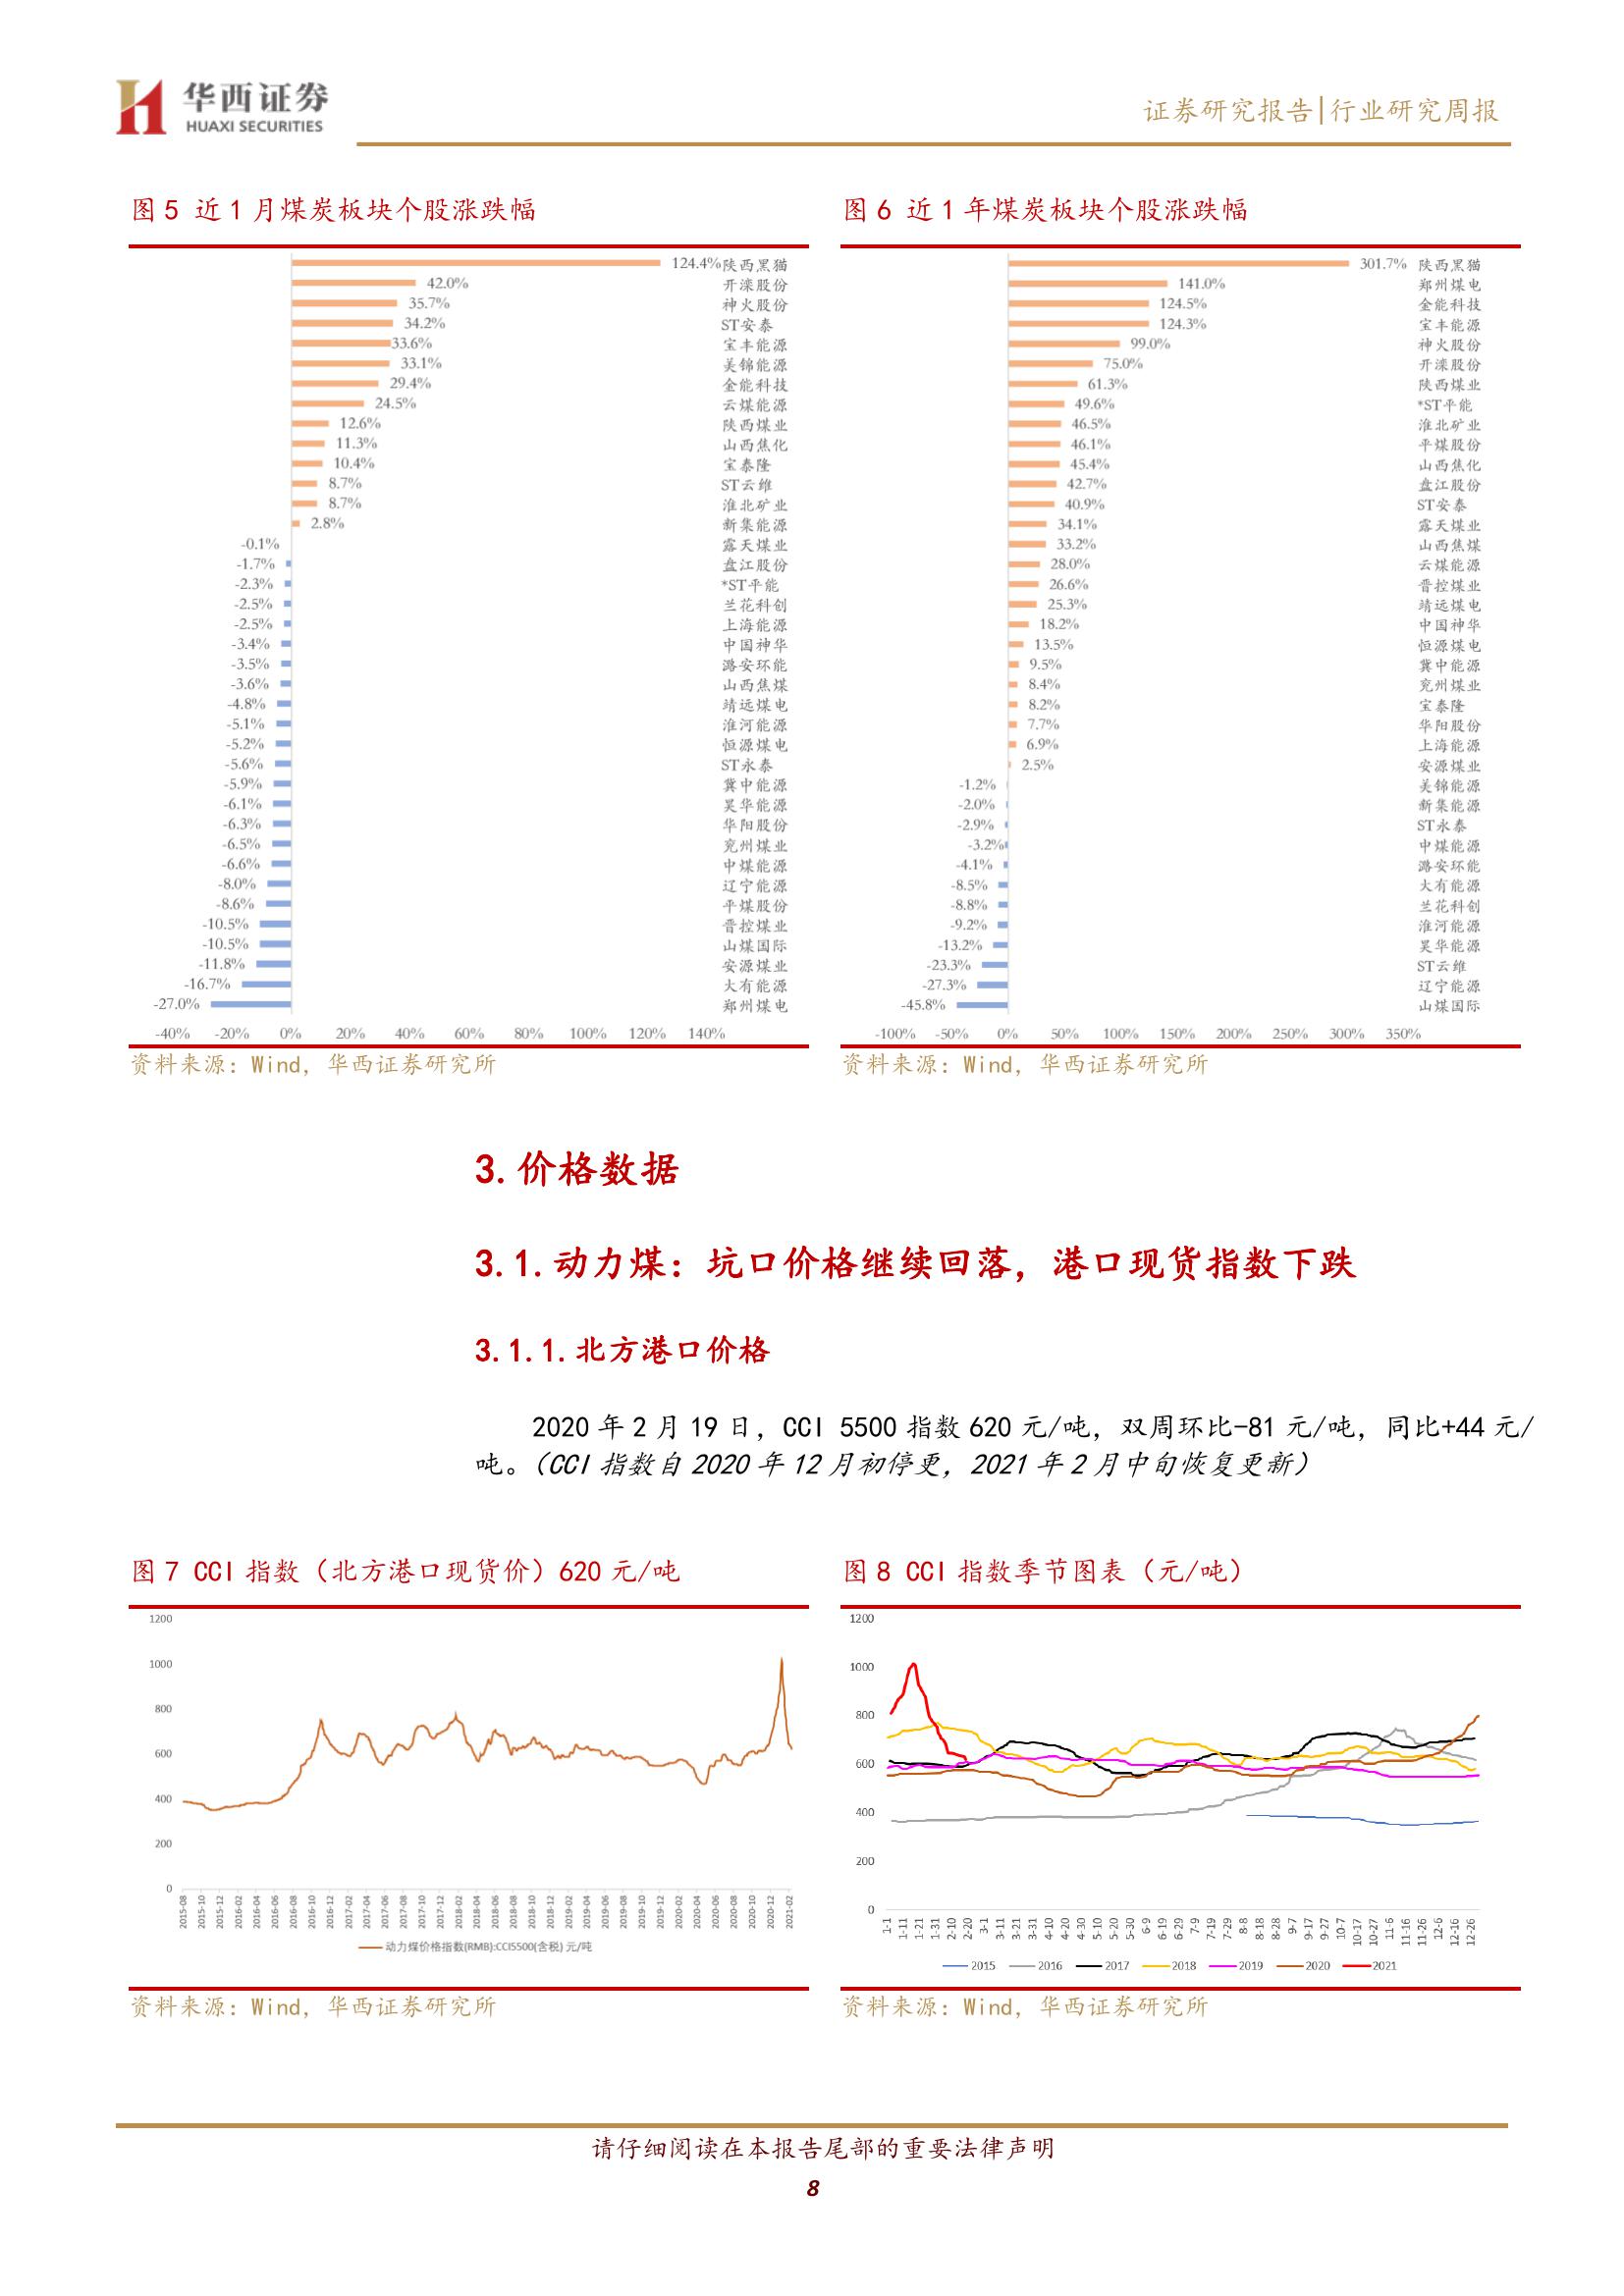 华西证券
HUAXI SECURITIES
证券研究报告|行业研究周报
图 5 近 1 月煤炭板块个股涨跌幅
124.4% 陕西黑猫
42.0% 开滦股份
35.7% 神火股份
34.2% ST安泰
33.6% 宝丰能源
33.1% 美锦能源
29.4% 金能科技
24.5% 云煤能源
12.6% 陕西煤业
11.3% 山西焦化
10.4% 宝泰隆
8.7% ST云维
8.7% 淮北矿业
2.8% 新集能源
-0.1% 露天煤业
-1.7% 盘江股份
-2.3% *ST平能
-2.5% 兰花科创
-2.5% 上海能源
-3.4% 中国神华
-3.5% 潞安环能
-3.6% 山西焦煤
-4.8% 靖远煤电
-5.1% 淮河能源
-5.2% 恒源煤电
-5.6% ST永泰
-5.9% 冀中能源
-6.1% 昊华能源
-6.3% 华阳股份
-6.5% 兖州煤业
-6.6% 中煤能源
-8.0% 辽宁能源
-8.6% 平煤股份
-10.5% 晋控煤业
-10.5% 山煤国际
-11.8% 安源煤业
-16.7% 大有能源
-27.0% 郑州煤电
-40% -20% 0% 20% 40% 60% 80% 100% 120% 140%
资料来源：Wind，华西证券研究所
图 6 近 1 年煤炭板块个股涨跌幅
301.7% 陕西黑猫
141.0% 郑州煤电
124.5% 金能科技
124.3% 宝丰能源
99.0% 神火股份
75.0% 开滦股份
61.3% 陕西煤业
49.6% *ST平能
46.5% 淮北矿业
46.1% 平煤股份
45.4% 山西焦化
42.7% 盘江股份
40.9% ST安泰
34.1% 露天煤业
33.2% 山西焦煤
28.0% 云煤能源
26.6% 晋控煤业
25.3% 靖远煤电
18.2% 中国神华
13.5% 恒源煤电
9.5% 冀中能源
8.4% 兖州煤业
8.2% 宝泰隆
7.7% 华阳股份
6.9% 上海能源
2.5% 安源煤业
-1.2% 美锦能源
-2.0% 新集能源
-2.9% ST永泰
-3.2% 中煤能源
-4.1% 潞安环能
-8.5% 大有能源
-8.8% 兰花科创
-9.2% 淮河能源
-13.2% 昊华能源
-23.3% ST云维
-27.3% 辽宁能源
-45.8% 山煤国际
-100% -50% 0% 50% 100% 150% 200% 250% 300% 350%
资料来源：Wind，华西证券研究所
3.价格数据
3.1.动力煤：坑口价格继续回落，港口现货指数下跌
3.1.1.北方港口价格
2020 年 2 月 19 日，CCI 5500 指数 620 元/吨，双周环比-81 元/吨，同比+44 元/
吨。（CCI 指数自 2020 年 12 月初停更，2021 年 2 月中旬恢复更新）
图 7 CCI 指数（北方港口现货价）620 元/吨
1200
1000
800
600
400
200
0
2015-08 2015-10 2015-12 2016-02 2016-04 2016-06 2016-08 2016-10 2016-12 2017-02 2017-04 2017-06 2017-08 2017-10 2017-12 2018-02 2018-04 2018-06 2018-08 2018-10 2018-12 2019-02 2019-04 2019-06 2019-08 2019-10 2019-12 2020-02 2020-04 2020-06 2020-08 2020-10 2020-12 2021-02
动力煤价格指数(RMB):CCI5500(含税) 元/吨
资料来源：Wind，华西证券研究所
图 8 CCI 指数季节图表（元/吨）
1200
1000
800
600
400
200
0
1-1 1-11 1-21 1-31 2-10 2-20 3-1 3-11 3-21 3-31 4-10 4-20 4-30 5-10 5-20 5-30 6-9 6-19 6-29 7-9 7-19 7-29 8-8 8-18 8-28 9-7 9-17 9-27 10-7 10-17 10-27 11-6 11-16 11-26 12-6 12-16 12-26
2015 2016 2017 2018 2019 2020 2021
资料来源：Wind，华西证券研究所
请仔细阅读在本报告尾部的重要法律声明
8